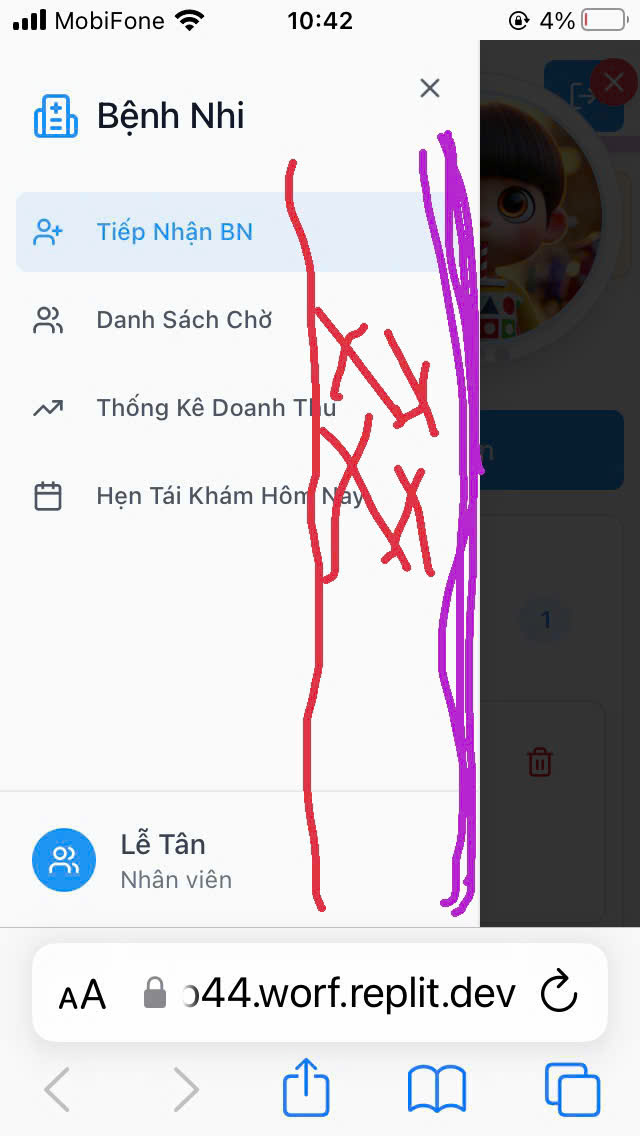 MobiFone 10:42 4%
Bệnh Nhi
Tiếp Nhận BN
Danh Sách Chờ
Thống Kê Doanh Thu
Hẹn Tái Khám Hôm Nay
1
Lễ Tân
Nhân viên
AA 44.worf.replit.dev